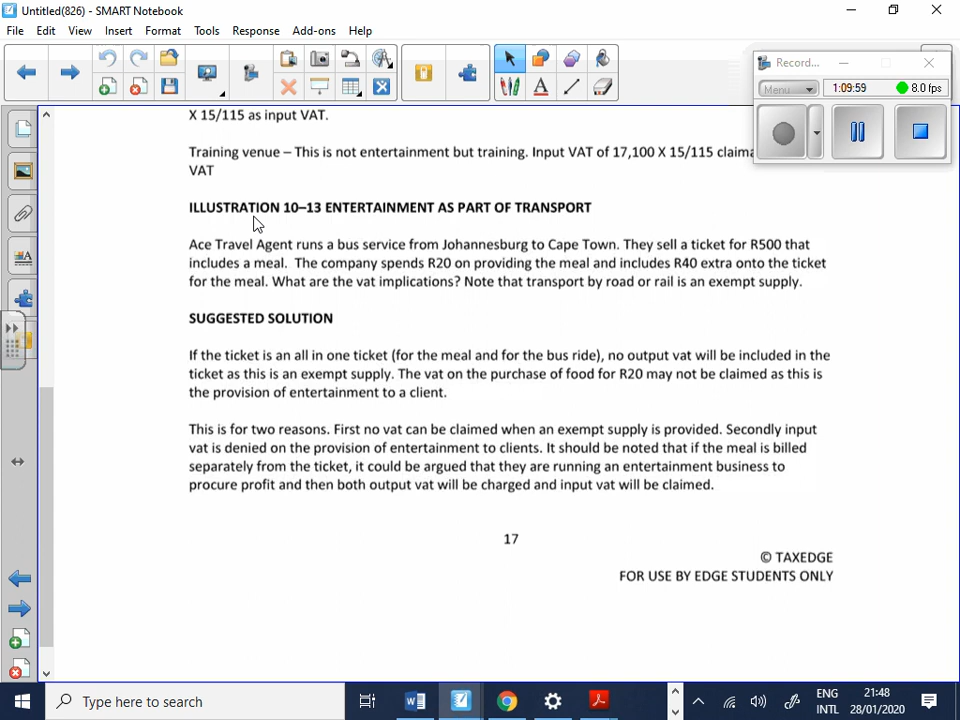 Untitled(826) - SMART Notebook
File Edit View Insert Format Tools Response Add-ons Help
Record...
Menu 1:09:59 8.0 fps
X 15/115 as input VAT.
Training venue – This is not entertainment but training. Input VAT of 17,100 X 15/115
VAT
ILLUSTRATION 10–13 ENTERTAINMENT AS PART OF TRANSPORT
Ace Travel Agent runs a bus service from Johannesburg to Cape Town. They sell a ticket for R500 that
includes a meal. The company spends R20 on providing the meal and includes R40 extra onto the ticket
for the meal. What are the vat implications? Note that transport by road or rail is an exempt supply.
SUGGESTED SOLUTION
If the ticket is an all in one ticket (for the meal and for the bus ride), no output vat will be included in the
ticket as this is an exempt supply. The vat on the purchase of food for R20 may not be claimed as this is
the provision of entertainment to a client.
This is for two reasons. First no vat can be claimed when an exempt supply is provided. Secondly input
vat is denied on the provision of entertainment to clients. It should be noted that if the meal is billed
separately from the ticket, it could be argued that they are running an entertainment business to
procure profit and then both output vat will be charged and input vat will be claimed.
17
© TAXEDGE
FOR USE BY EDGE STUDENTS ONLY
Type here to search
ENG
INTL
21:48
28/01/2020